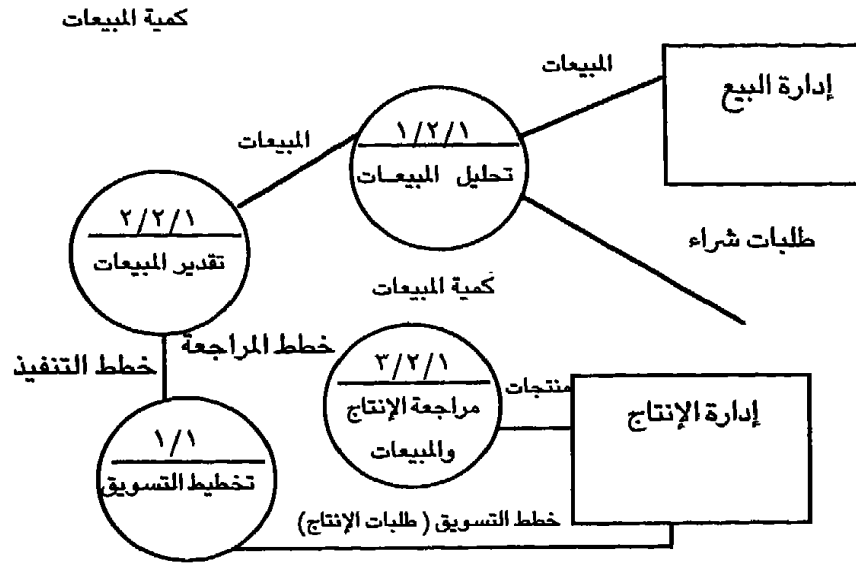 كمية المبيعات
المبيعات
إدارة البيع
المبيعات
١/٢/١
تحليل المبيعـات
٢/٢/١
تقدير المبيعات
طلبات شراء
كمية المبيعات
خطط المراجعة
خطط التنفيذ
٣/٢/١
مراجعة الإنتاج
والمبيعات
منتجات
إدارة الإنتاج
١/١
تخطيط التسويق
خطط التسويق (طلبات الإنتاج)